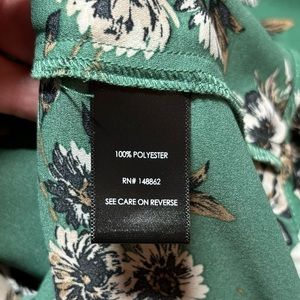 100% POLYESTER
RN# 148862
SEE CARE ON REVERSE